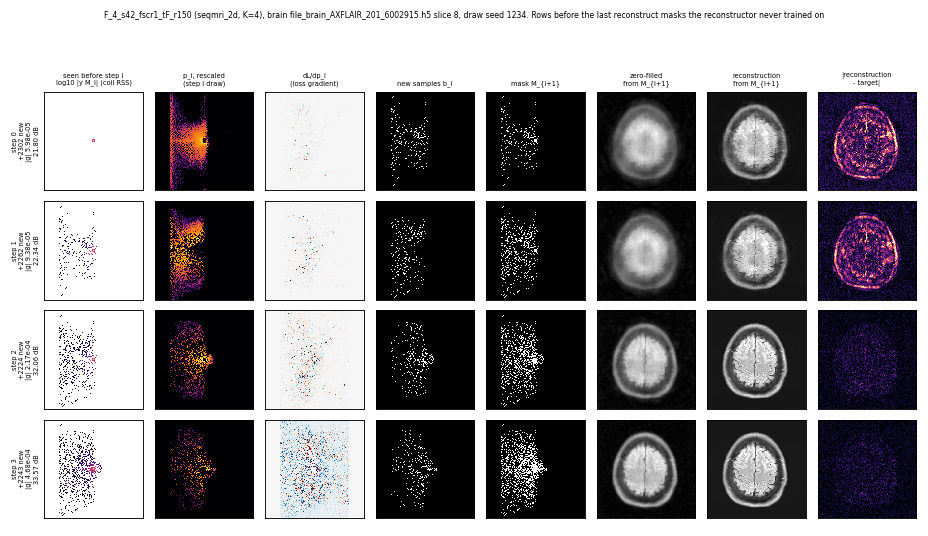 F_4_s42_fscr1_tF_r150 (seqmri_2d, K=4), brain file_brain_AXFLAIR_201_6002915.h5 slice 8, draw seed 1234. Rows before the last reconstruct masks the reconstructor never trained on
seen before step i
log10 |y M_i| (coil RSS)
p_i, rescaled
(step i draw)
dL/dp_i
(loss gradient)
new samples b_i
mask M_{i+1}
zero-filled
from M_{i+1}
reconstruction
from M_{i+1}
|reconstruction
- target|
step 0
+2302 new
|g| 5.98e-05
21.80 dB
step 1
+2262 new
|g| 9.38e-05
22.34 dB
step 2
+2224 new
|g| 2.17e-04
32.06 dB
step 3
+2243 new
|g| 4.68e-04
33.57 dB